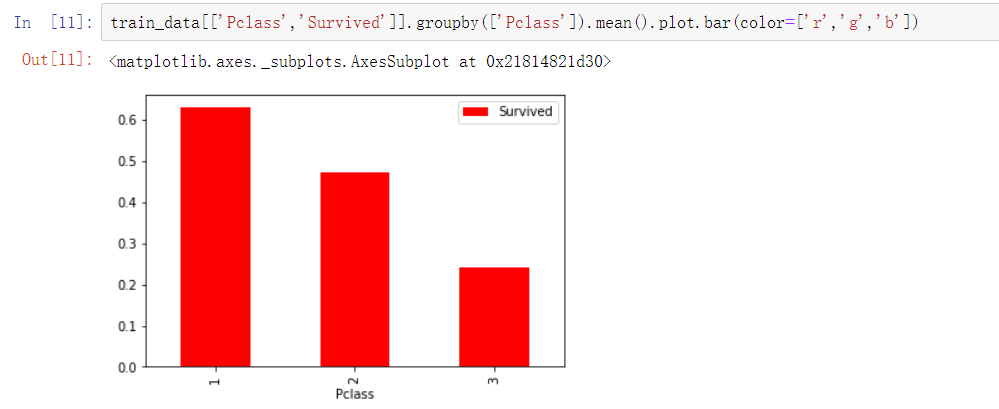 In [11]: train_data[['Pclass','Survived']].groupby(['Pclass']).mean().plot.bar(color=['r','g','b'])
Out[11]: <matplotlib.axes._subplots.AxesSubplot at 0x21814821d30>
Survived
0.6
0.5
0.4
0.3
0.2
0.1
0.0
1 2 3
Pclass